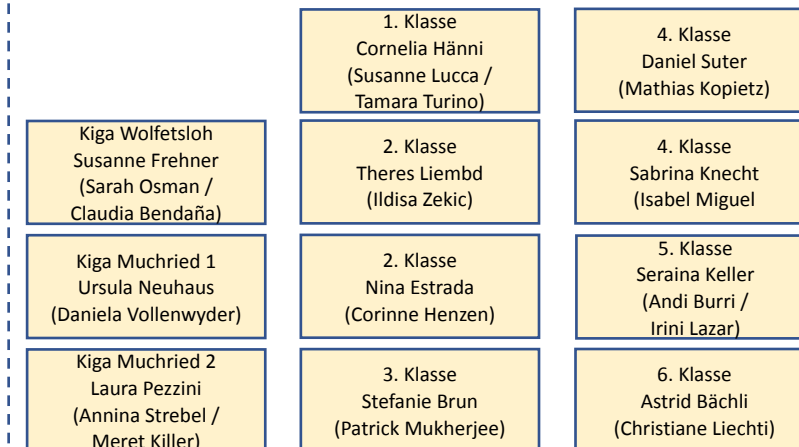 1. Klasse
Cornelia Hänni
(Susanne Lucca /
Tamara Turino)
4. Klasse
Daniel Suter
(Mathias Kopietz)
Kiga Wolfetsloh
Susanne Frehner
(Sarah Osman /
Claudia Bendaña)
2. Klasse
Theres Liembd
(Ildisa Zekic)
4. Klasse
Sabrina Knecht
(Isabel Miguel
Kiga Muchried 1
Ursula Neuhaus
(Daniela Vollenwyder)
2. Klasse
Nina Estrada
(Corinne Henzen)
5. Klasse
Seraina Keller
(Andi Burri /
Irini Lazar)
Kiga Muchried 2
Laura Pezzini
(Annina Strebel /
Meret Killer)
3. Klasse
Stefanie Brun
(Patrick Mukherjee)
6. Klasse
Astrid Bächli
(Christiane Liechti)